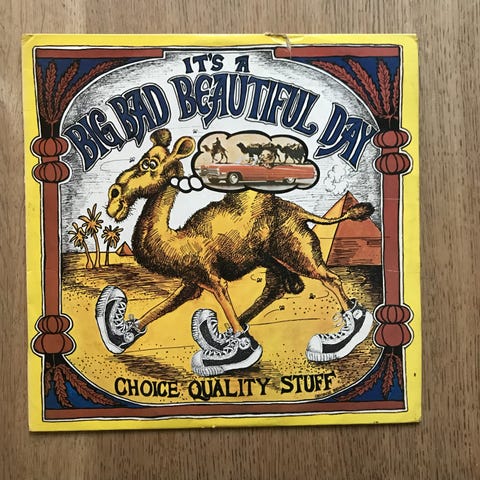 IT'S A
BIG BAD BEAUTIFUL DAY
CHOICE QUALITY STUFF